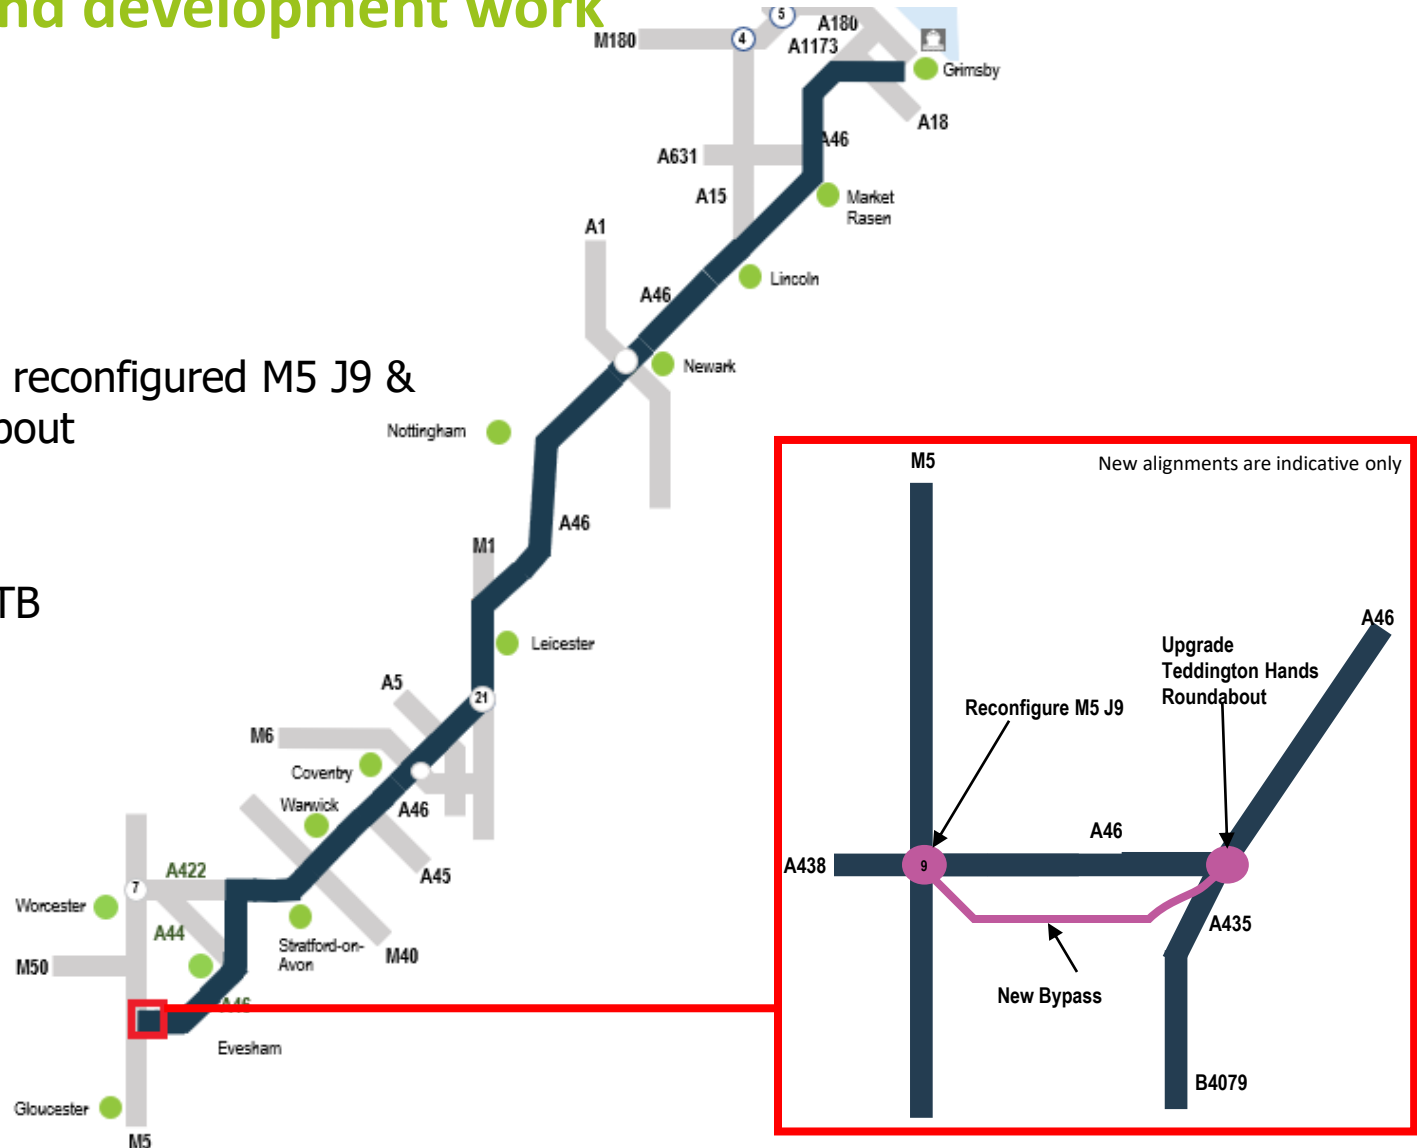 nd development work
5
A180
M180
4
A1173
Grimsby
A18
A46
A631
A15
Market
Rasen
A1
Lincoln
A46
reconfigured M5 J9 &
Newark
bout
Nottingham
A46
M1
TB
Leicester
A5
21
M6
Coventry
Warwick
A46
A422
A45
7
Worcester
A44
Stratford-on-
Avon
M40
M50
A46
Evesham
Gloucester
M5
M5
New alignments are indicative only
A46
Upgrade
Teddington Hands
Roundabout
Reconfigure M5 J9
A46
A438
9
A435
New Bypass
B4079